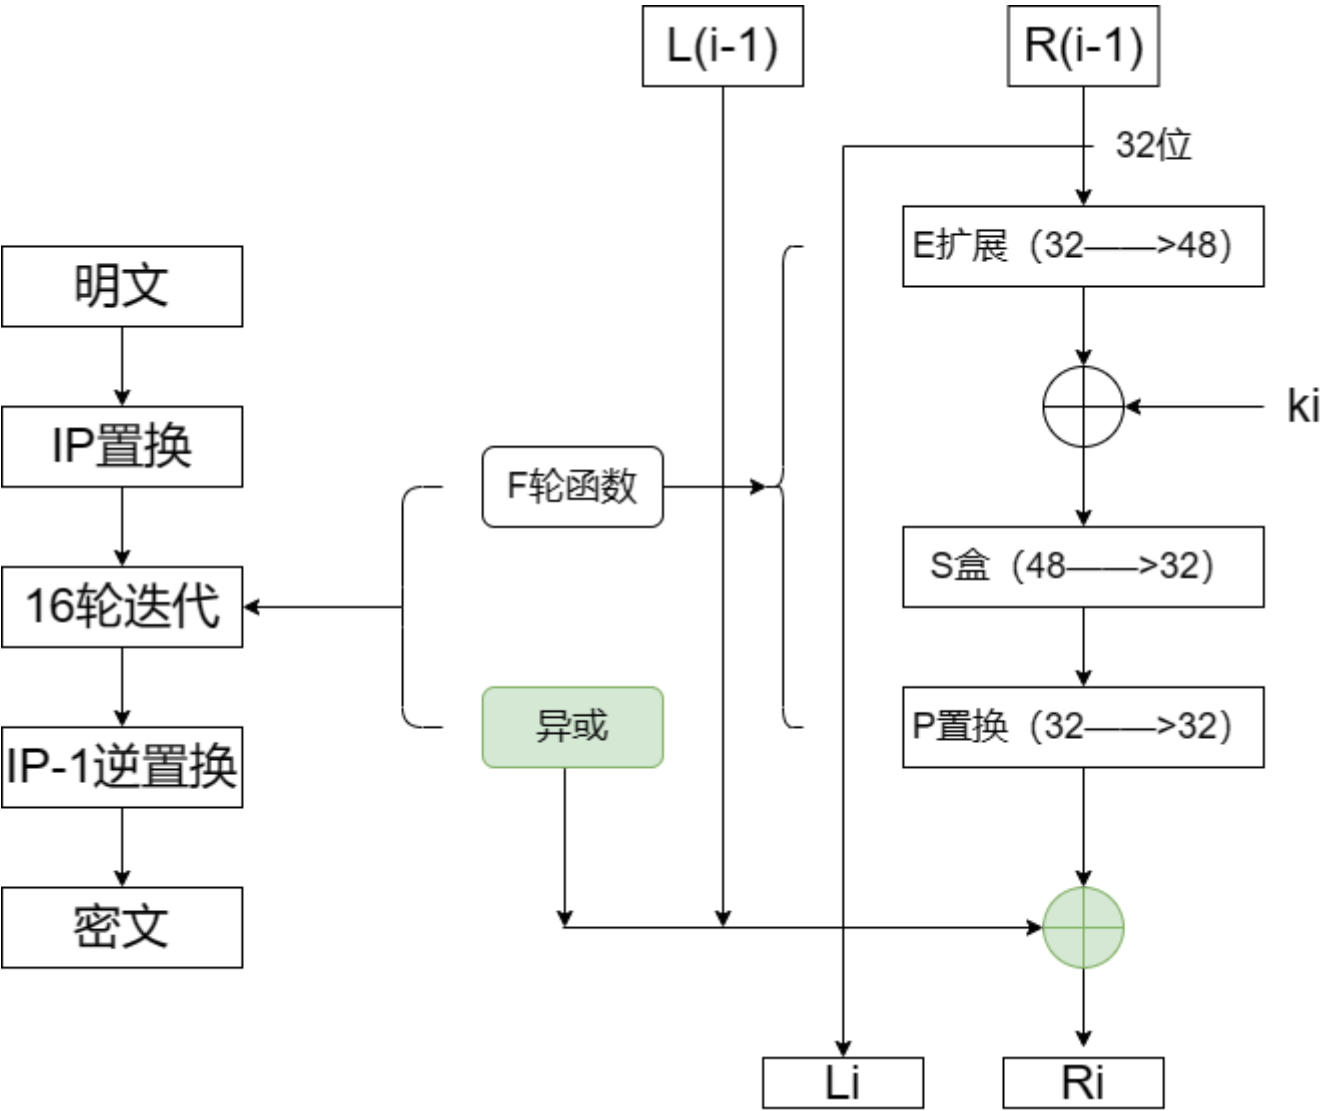 L(i-1)
R(i-1)
32位
E扩展（32——>48）
明文
ki
IP置换
F轮函数
S盒（48——>32）
16轮迭代
异或
P置换（32——>32）
IP-1逆置换
密文
Li
Ri